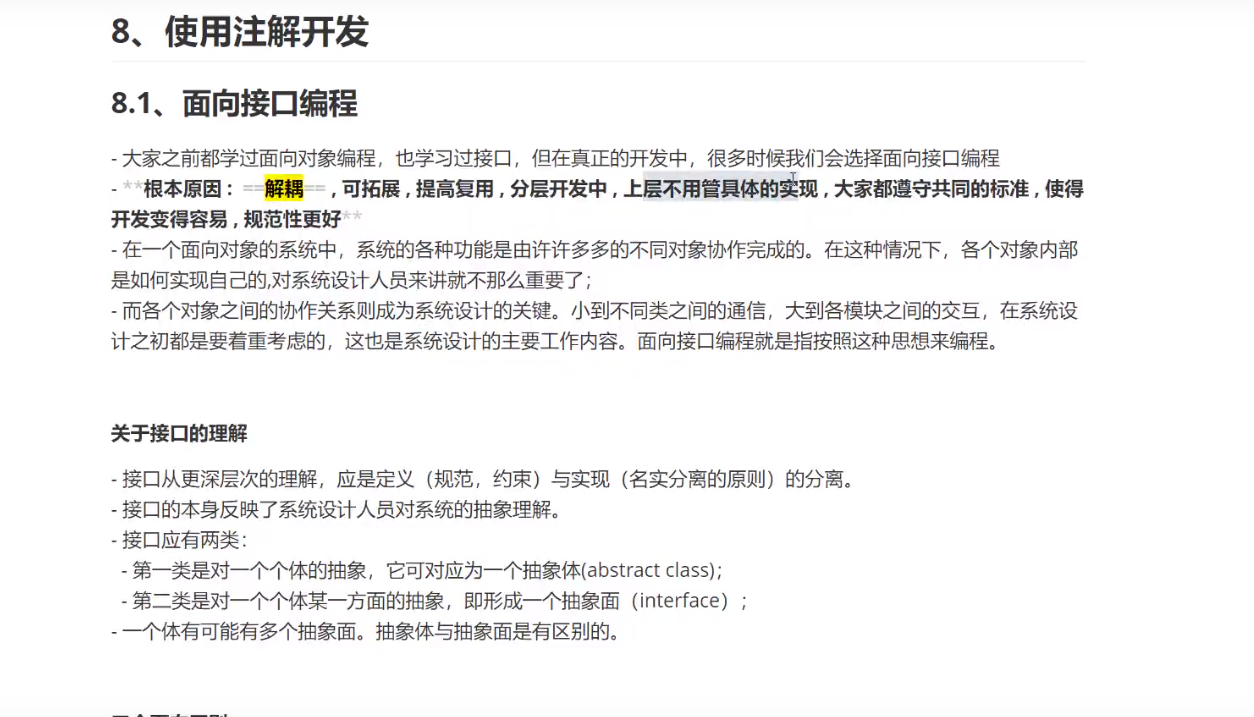 8、使用注解开发
8.1、面向接口编程
- 大家之前都学过面向对象编程，也学习过接口，但在真正的开发中，很多时候我们会选择面向接口编程
- **根本原因 : ==解耦== , 可拓展 , 提高复用 , 分层开发中 , 上层不用管具体的实现 , 大家都遵守共同的标准 , 使得
开发变得容易 , 规范性更好**
- 在一个面向对象的系统中，系统的各种功能是由许许多多的不同对象协作完成的。在这种情况下，各个对象内部
是如何实现自己的,对系统设计人员来讲就不那么重要了；
- 而各个对象之间的协作关系则成为系统设计的关键。小到不同类之间的通信，大到各模块之间的交互，在系统设
计之初都是要着重考虑的，这也是系统设计的主要工作内容。面向接口编程就是指按照这种思想来编程。
关于接口的理解
- 接口从更深层次的理解，应是定义（规范，约束）与实现（名实分离的原则）的分离。
- 接口的本身反映了系统设计人员对系统的抽象理解。
- 接口应有两类：
- 第一类是对一个个体的抽象，它可对应为一个抽象体(abstract class)；
- 第二类是对一个个体某一方面的抽象，即形成一个抽象面（interface）；
- 一个体有可能有多个抽象面。抽象体与抽象面是有区别的。